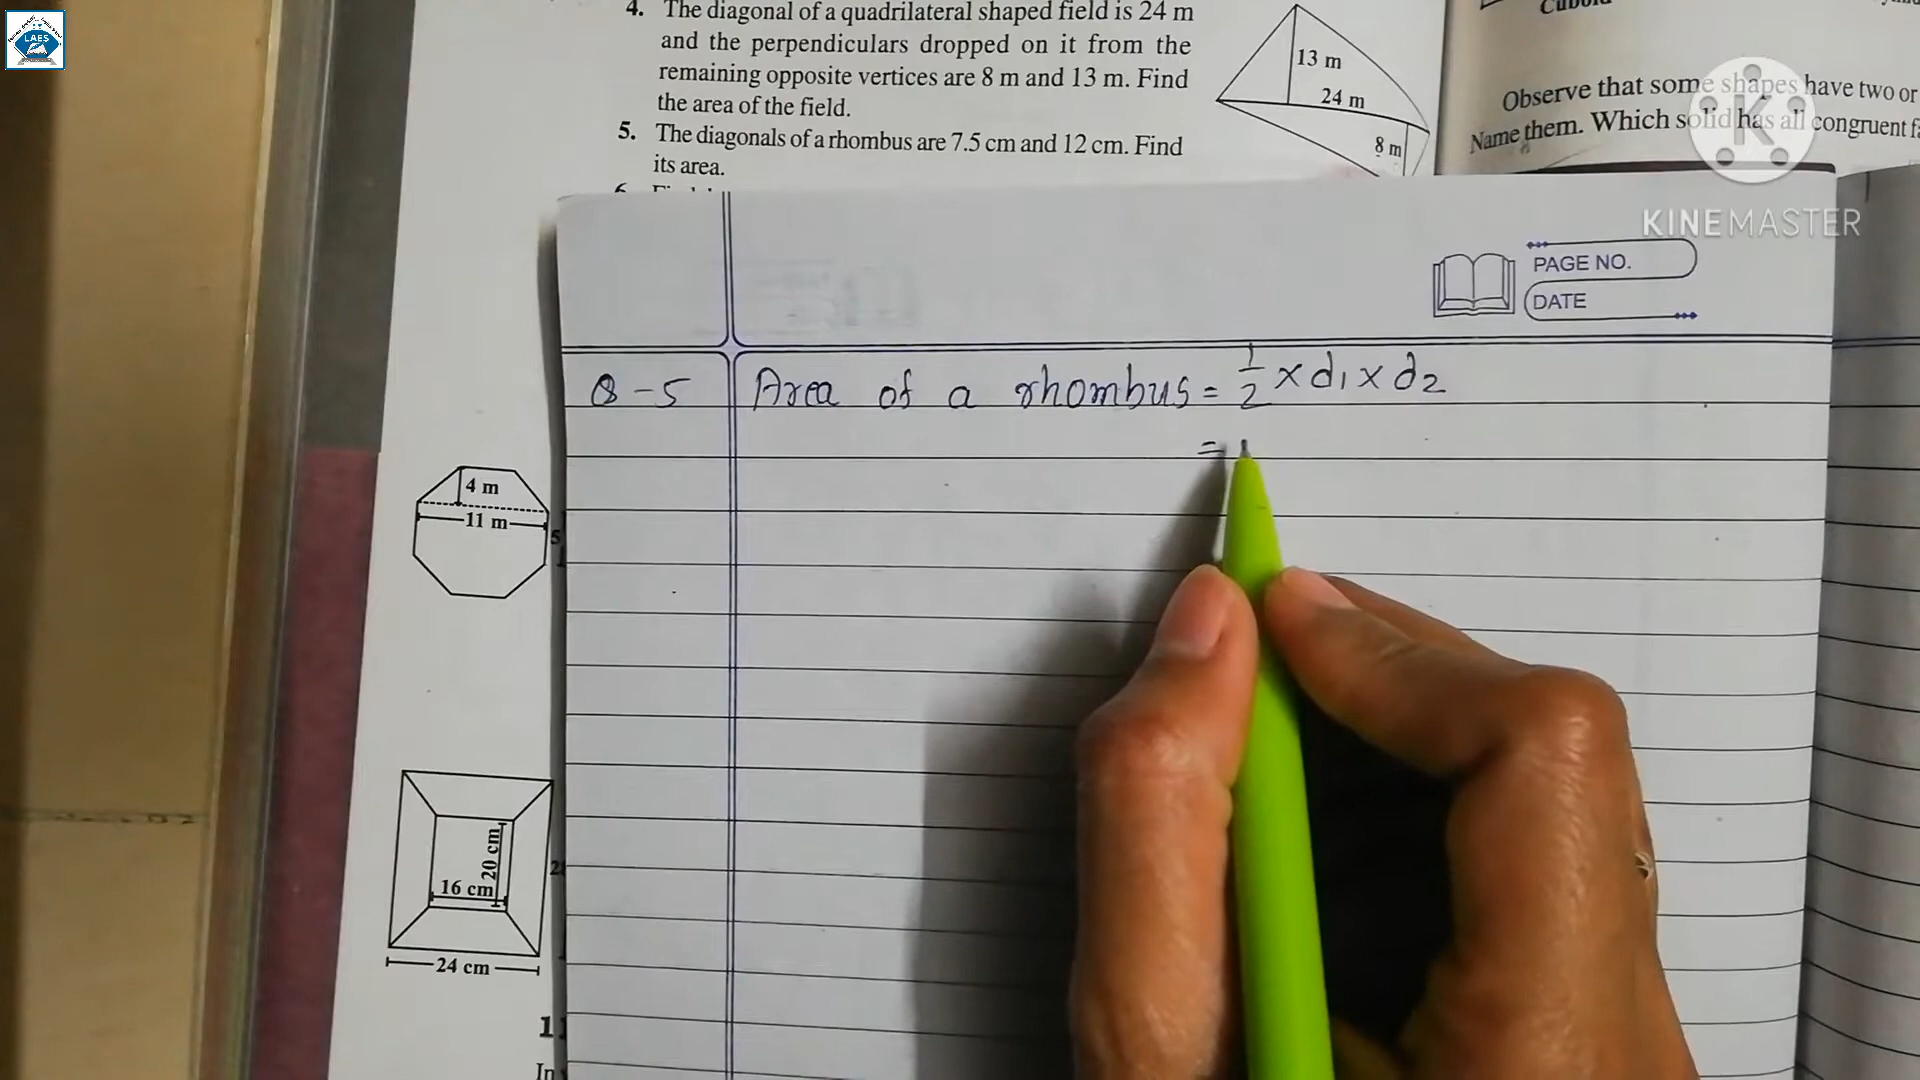 LAES
4. The diagonal of a quadrilateral shaped field is 24 m
and the perpendiculars dropped on it from the
remaining opposite vertices are 8 m and 13 m. Find
the area of the field.
5. The diagonals of a rhombus are 7.5 cm and 12 cm. Find
its area.
13 m
24 m
8 m
Cuboid
Observe that some shapes have two or
Name them. Which solid has all congruent f
K
KINEMASTER
PAGE NO.
DATE
Q-5 Area of a rhombus = 1/2 × d1 × d2
=
4 m
11 m
20 cm
16 cm
24 cm
In